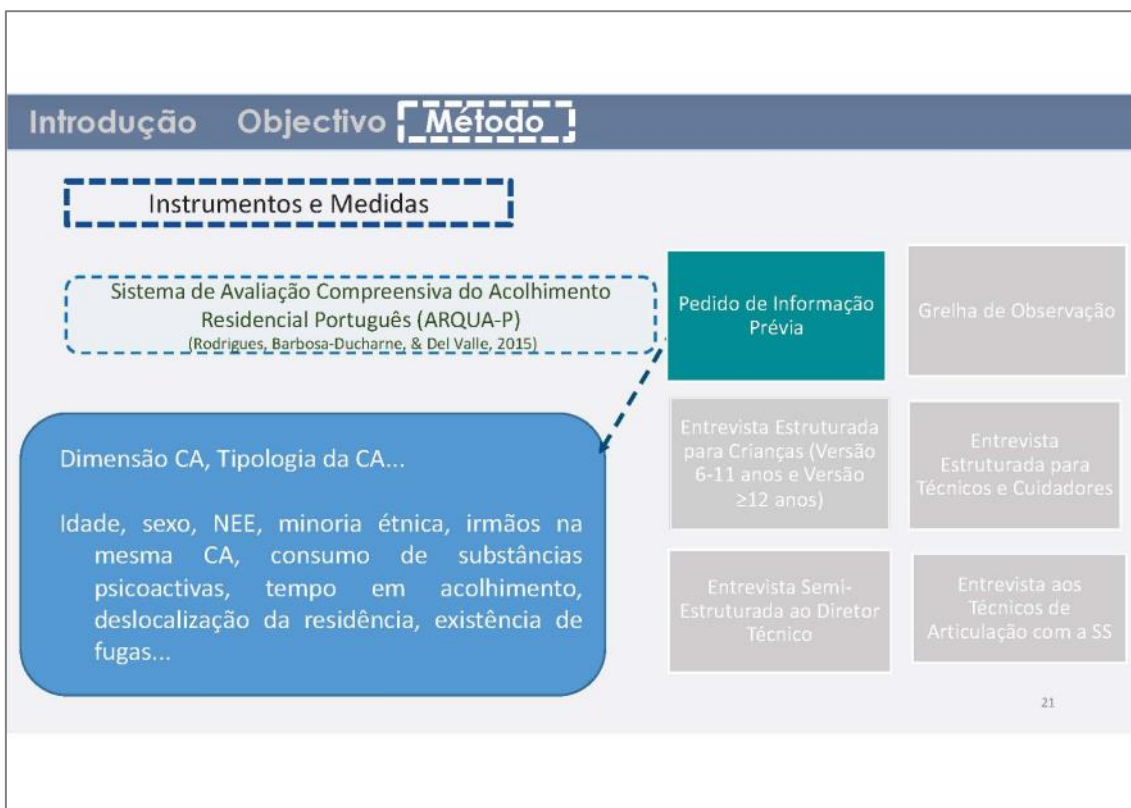 Introdução Objectivo Método
Instrumentos e Medidas
Sistema de Avaliação Compreensiva do Acolhimento
Residencial Português (ARQUA-P)
(Rodrigues, Barbosa-Ducharne, & Del Valle, 2015)
Pedido de Informação
Prévia
Grelha de Observação
Dimensão CA, Tipologia da CA...
Idade, sexo, NEE, minoria étnica, irmãos na
mesma CA, consumo de substâncias
psicoactivas, tempo em acolhimento,
deslocalização da residência, existência de
fugas...
Entrevista Estruturada
para Crianças (Versão
6-11 anos e Versão
≥12 anos)
Entrevista
Estruturada para
Técnicos e Cuidadores
Entrevista Semi-
Estruturada ao Diretor
Técnico
Entrevista aos
Técnicos de
Articulação com a SS
21